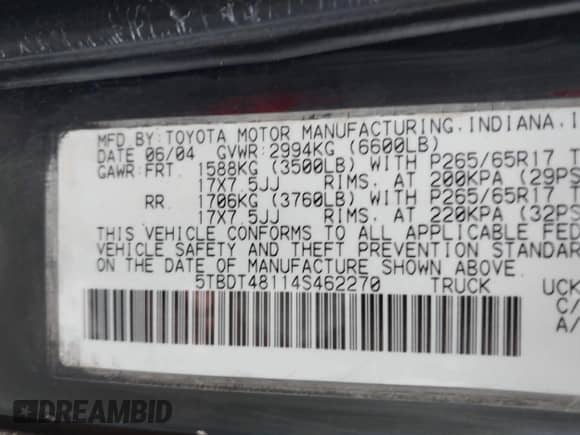 MFD.BY:TOYOTA MOTOR MANUFACTURING.INDIANA.I
DATE 06/04 GVWR:2994KG (6600LB)
GAWR:FRT. 1588KG (3500LB) WITH P265/65R17 T
17X7.5JJ RIMS. AT 200KPA (29PS
RR. 1706KG (3760LB) WITH P265/65R17 T
17X7.5JJ RIMS. AT 220KPA (32PS
THIS VEHICLE CONFORMS TO ALL APPLICABLE FED
VEHICLE SAFETY AND THEFT PREVENTION STANDAR
ON THE DATE OF MANUFACTURE SHOWN ABOVE.
5TBDT48114S462270 TRUCK UCK
C/
A/
DREAMBID